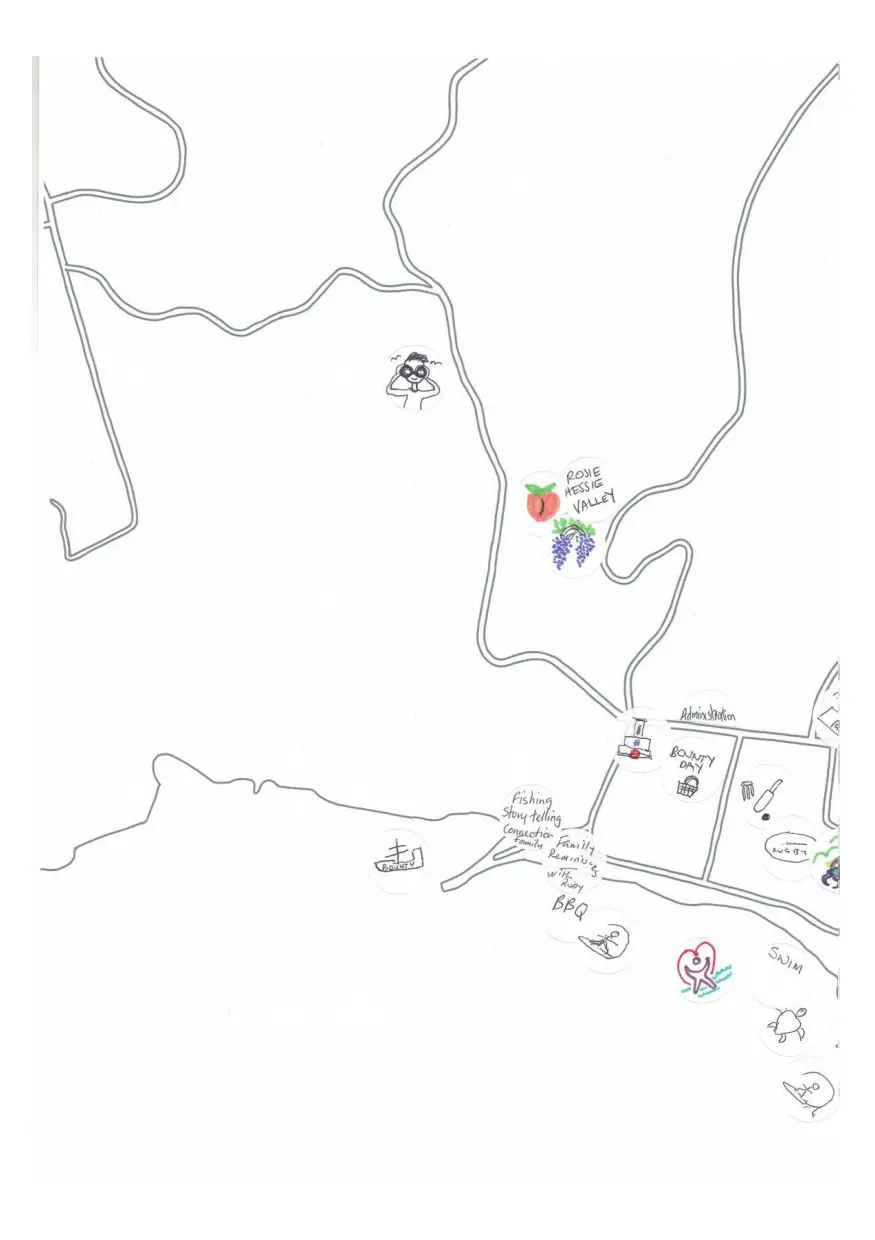 ROSIE
HESSIE
VALLEY
Administration
BOUNTY
DAY
Fishing
Story telling
Connection
family
Family
Reminisces
with
Ruby
BBQ
BOUNTY
RUGBY
SWIM